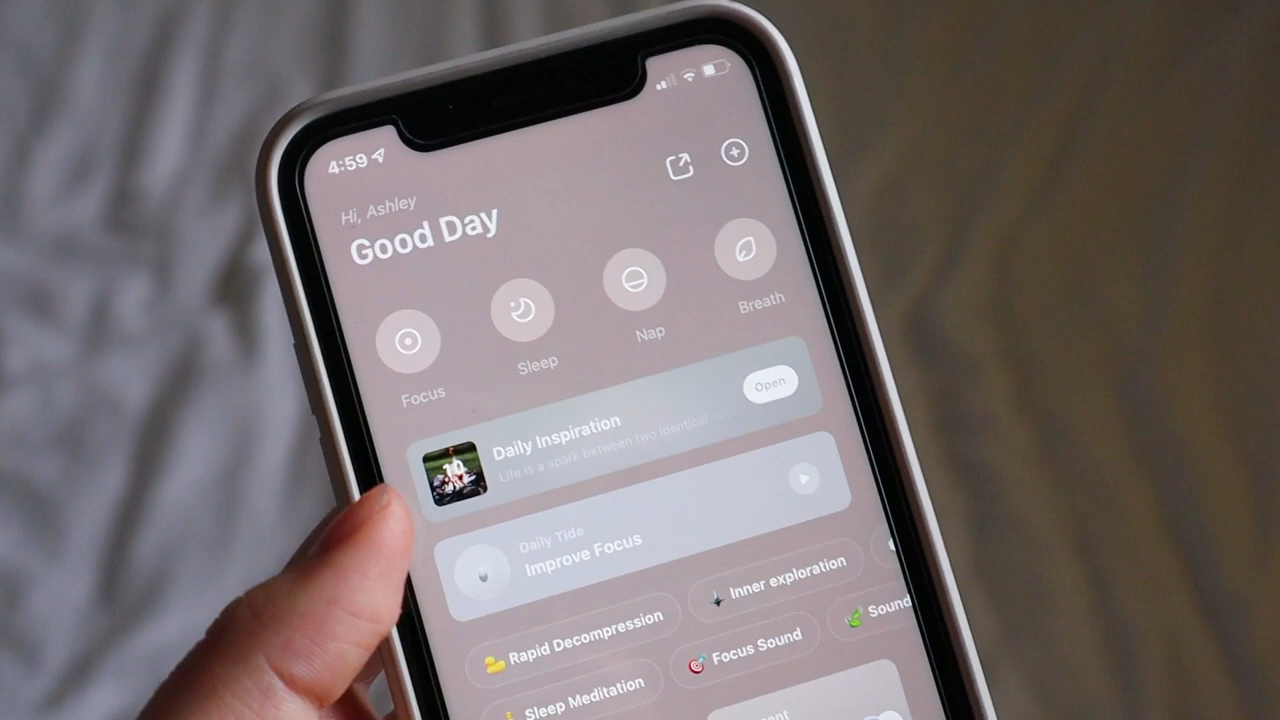 4:59
Hi, Ashley
Good Day
Focus
Sleep
Nap
Breath
Daily Inspiration
Life is a spark between two identical
Open
Daily Tide
Improve Focus
Rapid Decompression
Inner exploration
Sleep Meditation
Focus Sound
Sound